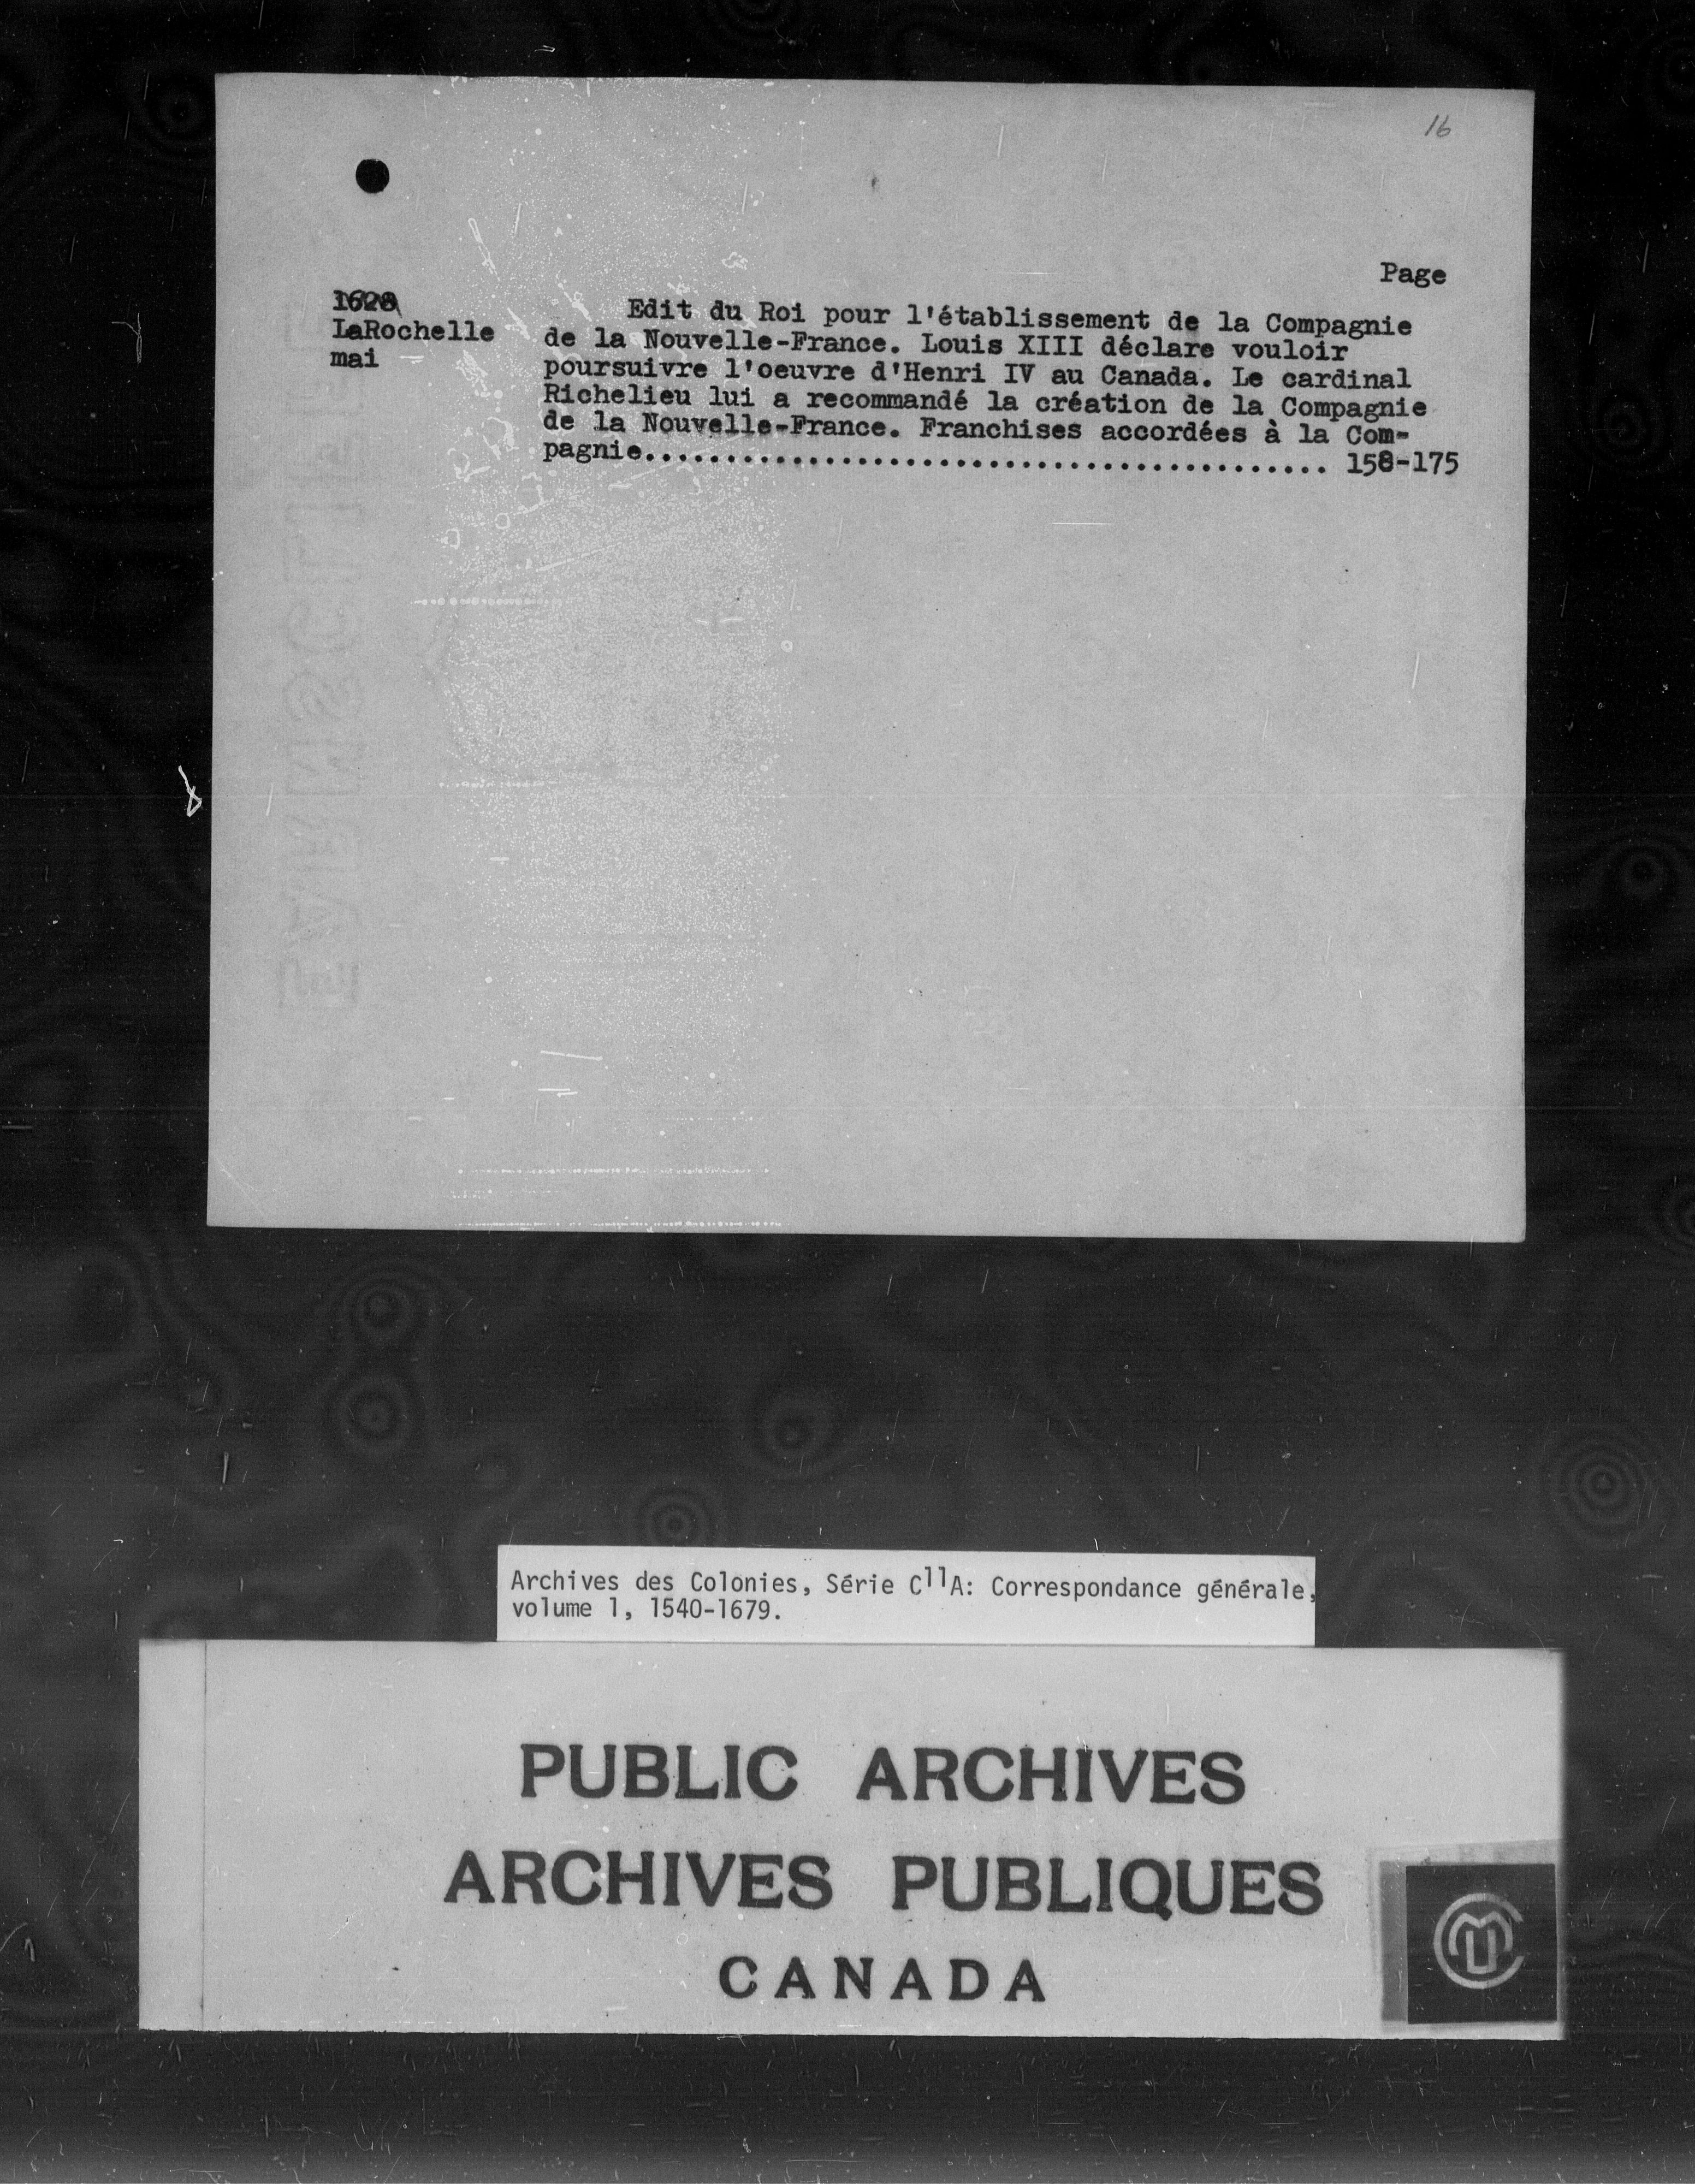 16
Page
1628
LaRochelle
mai
Edit du Roi pour l'établissement de la Compagnie
de la Nouvelle-France. Louis XIII déclare vouloir
poursuivre l'oeuvre d'Henri IV au Canada. Le cardinal
Richelieu lui a recommandé la création de la Compagnie
de la Nouvelle-France. Franchises accordées à la Com-
pagnie........................................... 158-175
Archives des Colonies, Série C11A: Correspondance générale,
volume 1, 1540-1679.
PUBLIC ARCHIVES
ARCHIVES PUBLIQUES
CANADA